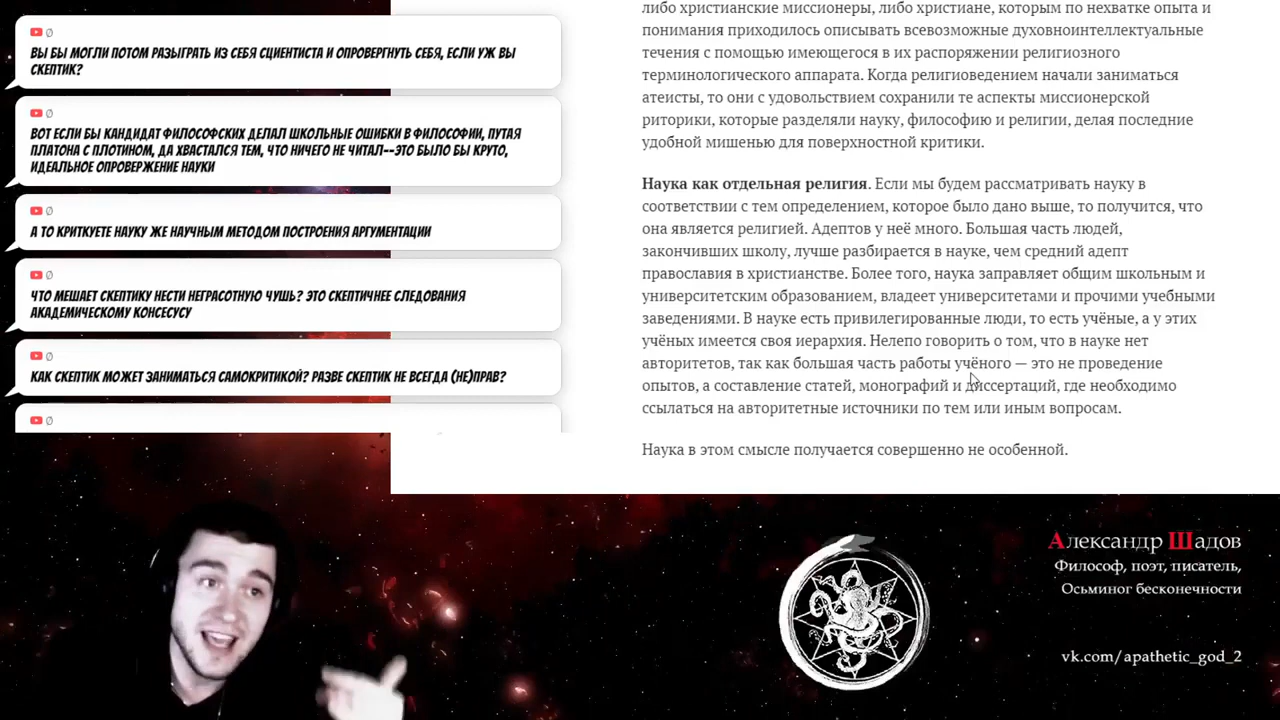 Ø
ВЫ БЫ МОГЛИ ПОТОМ РАЗЫГРАТЬ ИЗ СЕБЯ СЦИЕНТИСТА И ОПРОВЕРГНУТЬ СЕБЯ, ЕСЛИ УЖ ВЫ
СКЕПТИК?
Ø
ВОТ ЕСЛИ БЫ КАНДИДАТ ФИЛОСОФСКИХ ДЕЛАЛ ШКОЛЬНЫЕ ОШИБКИ В ФИЛОСОФИИ, ПУТАЯ
ПЛАТОНА С ПЛОТИНОМ, ДА ХВАСТАЛСЯ ТЕМ, ЧТО НИЧЕГО НЕ ЧИТАЛ--ЭТО БЫЛО БЫ КРУТО,
ИДЕАЛЬНОЕ ОПРОВЕРЖЕНИЕ НАУКИ
Ø
А ТО КРИТКУЕТЕ НАУКУ ЖЕ НАУЧНЫМ МЕТОДОМ ПОСТРОЕНИЯ АРГУМЕНТАЦИИ
Ø
ЧТО МЕШАЕТ СКЕПТИКУ НЕСТИ НЕГРАСОТНУЮ ЧУШЬ? ЭТО СКЕПТИЧНЕЕ СЛЕДОВАНИЯ
АКАДЕМИЧЕСКОМУ КОНСЕСУСУ
Ø
КАК СКЕПТИК МОЖЕТ ЗАНИМАТЬСЯ САМОКРИТИКОЙ? РАЗВЕ СКЕПТИК НЕ ВСЕГДА (НЕ)ПРАВ?
Ø
либо христианские миссионеры, либо христиане, которым по нехватке опыта и
понимания приходилось описывать всевозможные духовноинтеллектуальные
течения с помощью имеющегося в их распоряжении религиозного
терминологического аппарата. Когда религиоведением начали заниматься
атеисты, то они с удовольствием сохранили те аспекты миссионерской
риторики, которые разделяли науку, философию и религии, делая последние
удобной мишенью для поверхностной критики.
Наука как отдельная религия. Если мы будем рассматривать науку в
соответствии с тем определением, которое было дано выше, то получится, что
она является религией. Адептов у неё много. Большая часть людей,
закончивших школу, лучше разбирается в науке, чем средний адепт
православия в христианстве. Более того, наука заправляет общим школьным и
университетским образованием, владеет университетами и прочими учебными
заведениями. В науке есть привилегированные люди, то есть учёные, а у этих
учёных имеется своя иерархия. Нелепо говорить о том, что в науке нет
авторитетов, так как большая часть работы учёного — это не проведение
опытов, а составление статей, монографий и диссертаций, где необходимо
ссылаться на авторитетные источники по тем или иным вопросам.
Наука в этом смысле получается совершенно не особенной.
Александр Шадов
Философ, поэт, писатель,
Осьминог бесконечности
vk.com/apathetic_god_2